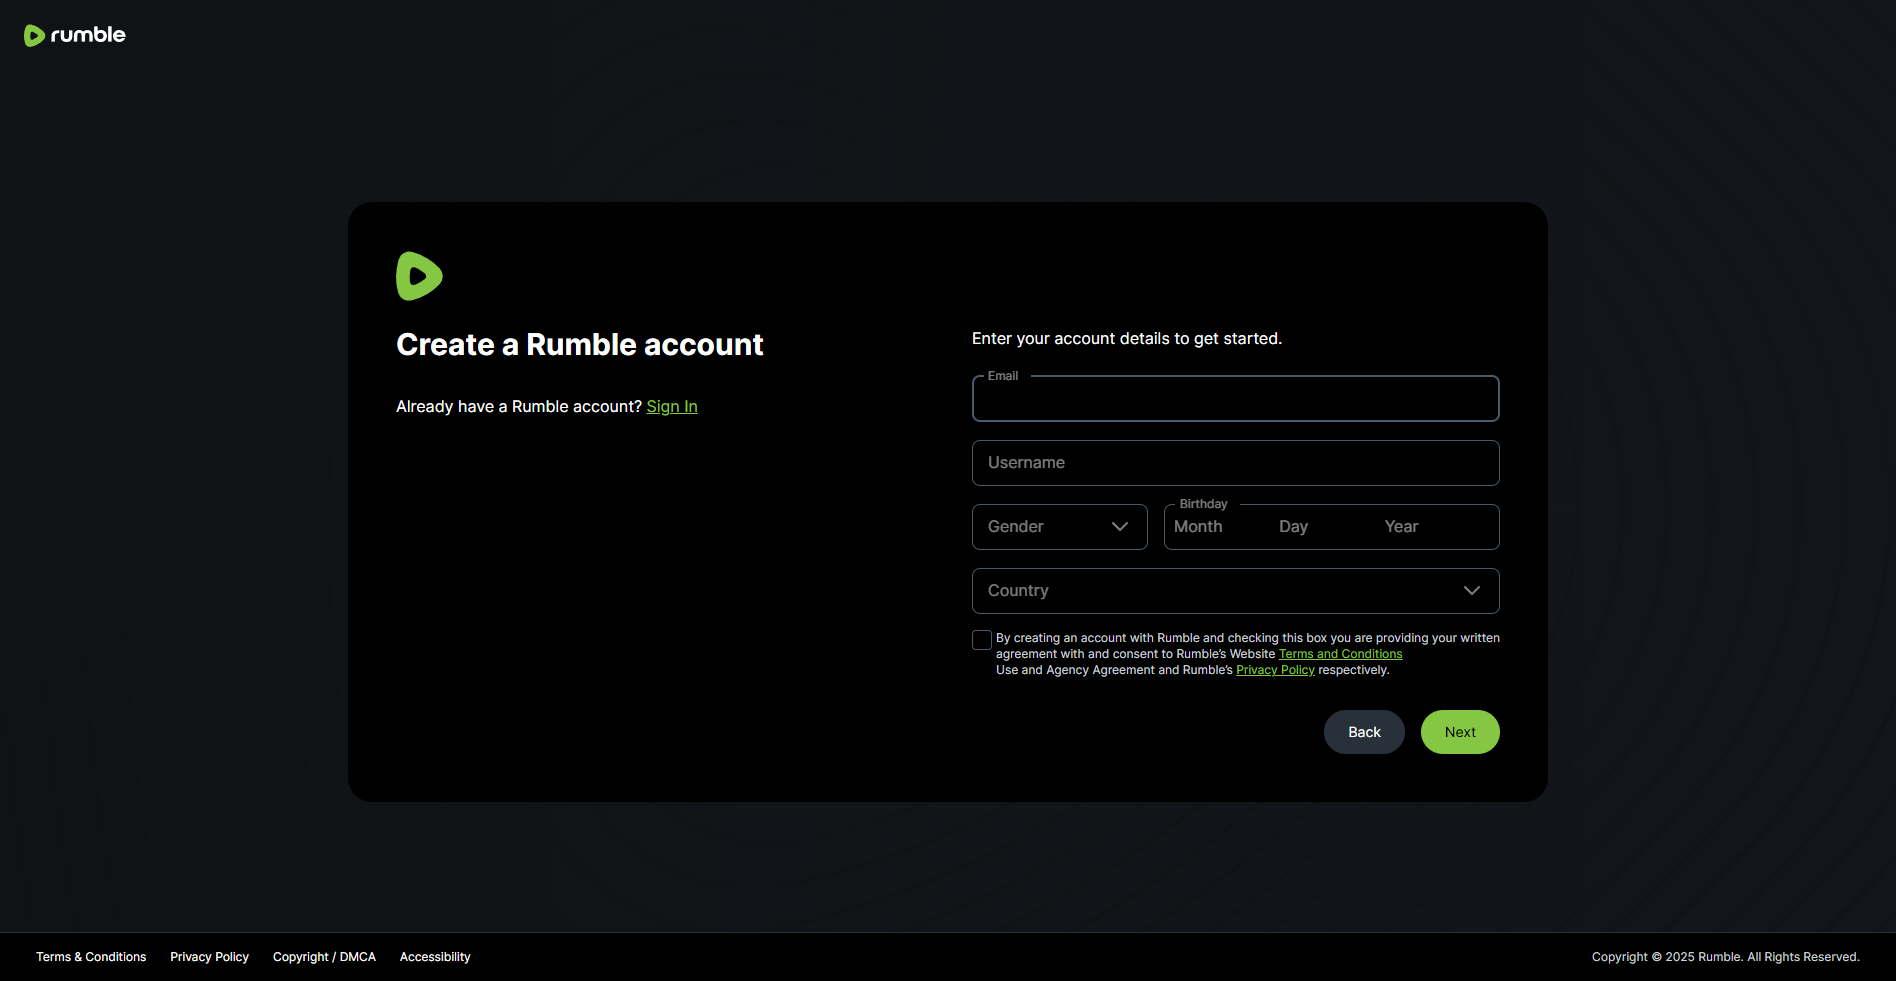 rumble
Create a Rumble account
Already have a Rumble account? Sign In
Enter your account details to get started.
Email
Username
Gender
Birthday
Month Day Year
Country
By creating an account with Rumble and checking this box you are providing your written
agreement with and consent to Rumble's Website Terms and Conditions
Use and Agency Agreement and Rumble's Privacy Policy respectively.
Back Next
Terms & Conditions Privacy Policy Copyright / DMCA Accessibility
Copyright © 2025 Rumble. All Rights Reserved.